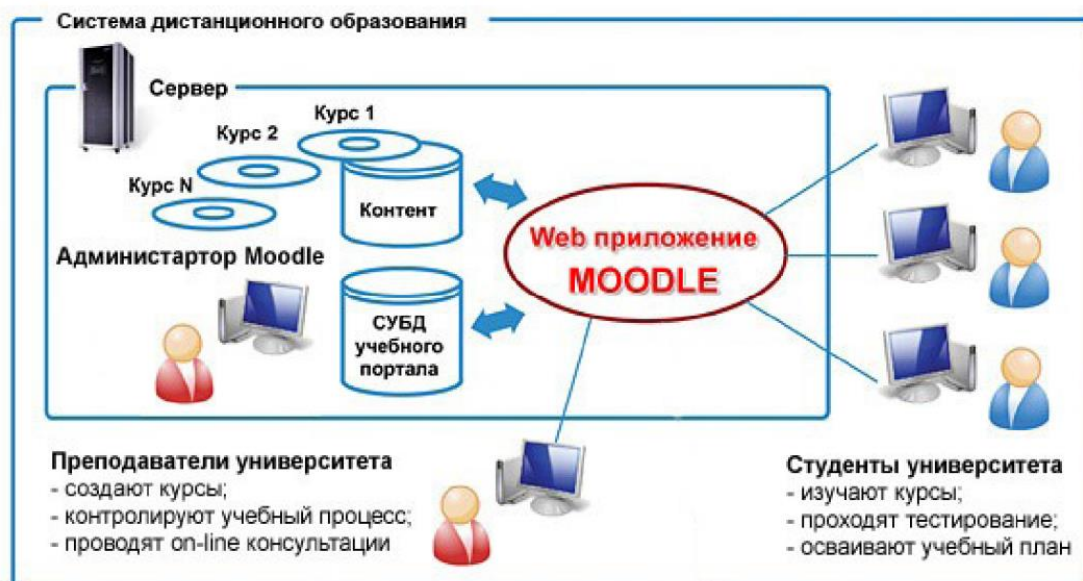 Система дистанционного образования
Сервер
Курс 1
Курс 2
Курс N
Контент
Администартор Moodle
СУБД
учебного
портала
Web приложение
MOODLE
Преподаватели университета
- создают курсы;
- контролируют учебный процесс;
- проводят on-line консультации
Студенты университета
- изучают курсы;
- проходят тестирование;
- осваивают учебный план